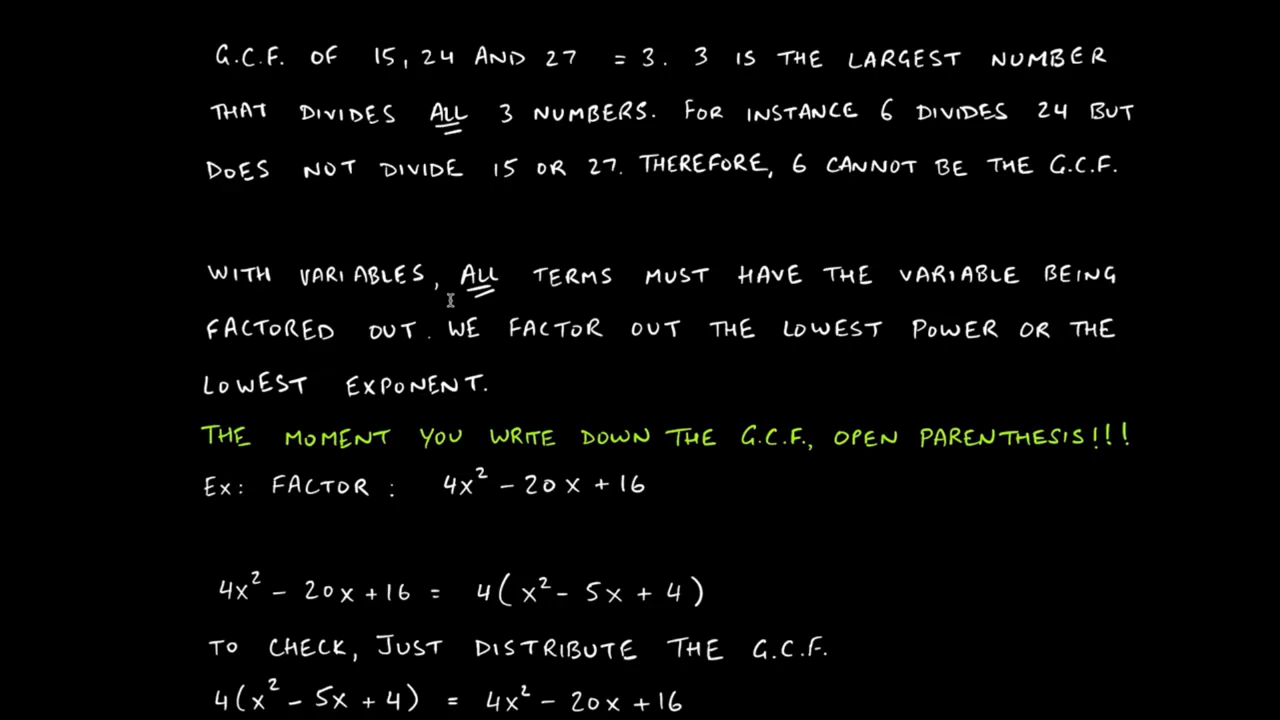 G.C.F. OF 15, 24 AND 27 = 3. 3 IS THE LARGEST NUMBER
THAT DIVIDES ALL 3 NUMBERS. FOR INSTANCE 6 DIVIDES 24 BUT
DOES NOT DIVIDE 15 OR 27. THEREFORE, 6 CANNOT BE THE G.C.F.
WITH VARIABLES, ALL TERMS MUST HAVE THE VARIABLE BEING
FACTORED OUT. WE FACTOR OUT THE LOWEST POWER OR THE
LOWEST EXPONENT.
THE MOMENT YOU WRITE DOWN THE G.C.F., OPEN PARENTHESIS!!!
Ex: FACTOR : 4x² - 20x + 16
4x² - 20x + 16 = 4(x² - 5x + 4)
TO CHECK, JUST DISTRIBUTE THE G.C.F.
4(x² - 5x + 4) = 4x² - 20x + 16